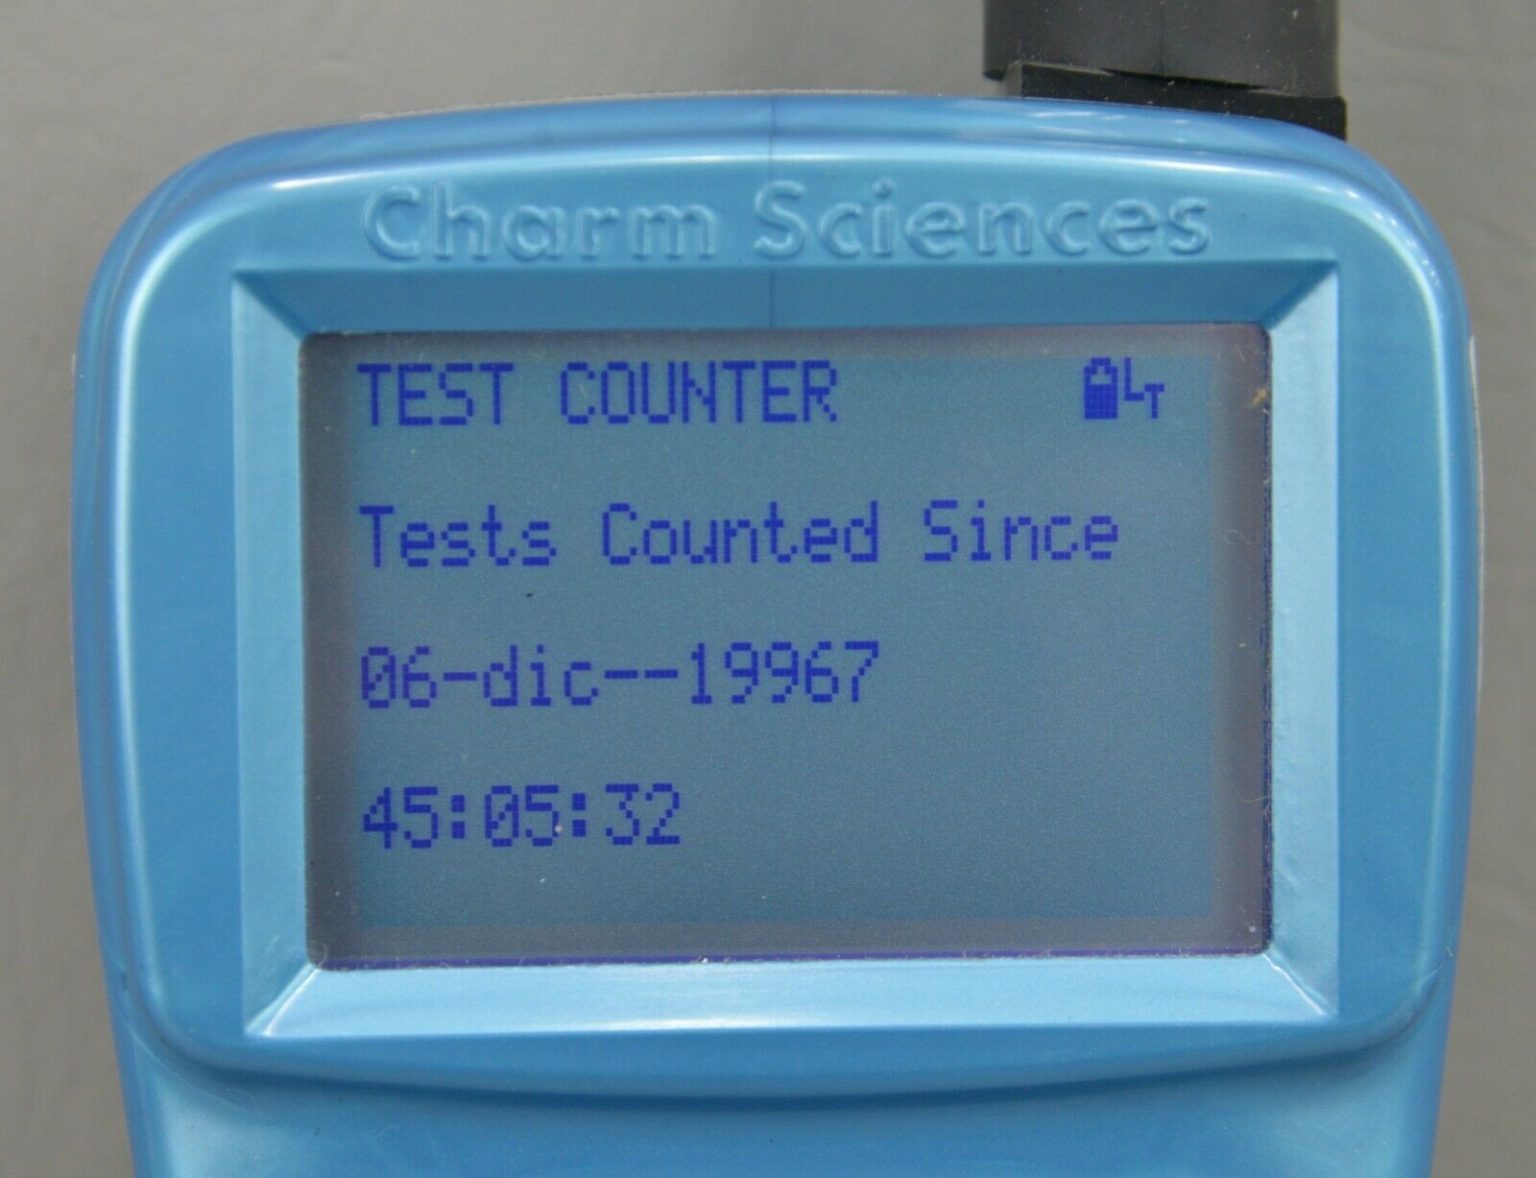 Charm Sciences
TEST COUNTER
Tests Counted Since
06-dic--19967
45:05:32